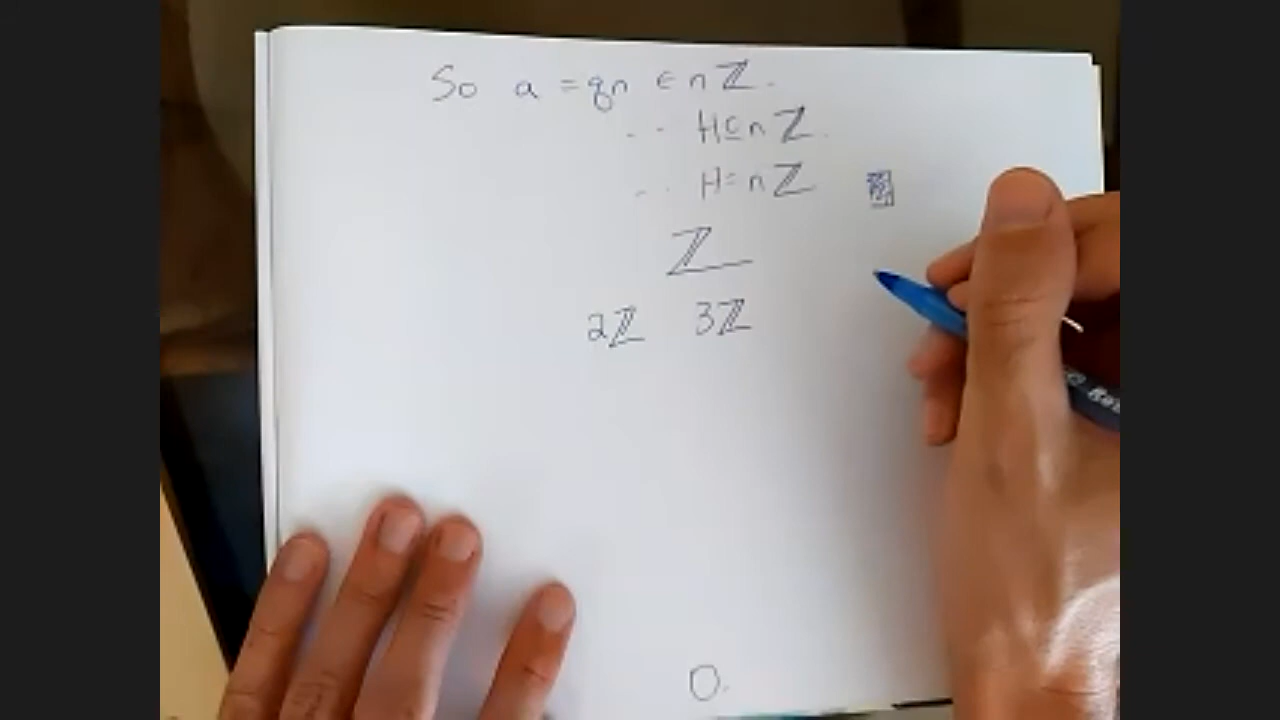 So a = qn ∈ nℤ.
∴ H ⊆ nℤ.
∴ H = nℤ
ℤ
2ℤ 3ℤ
0.